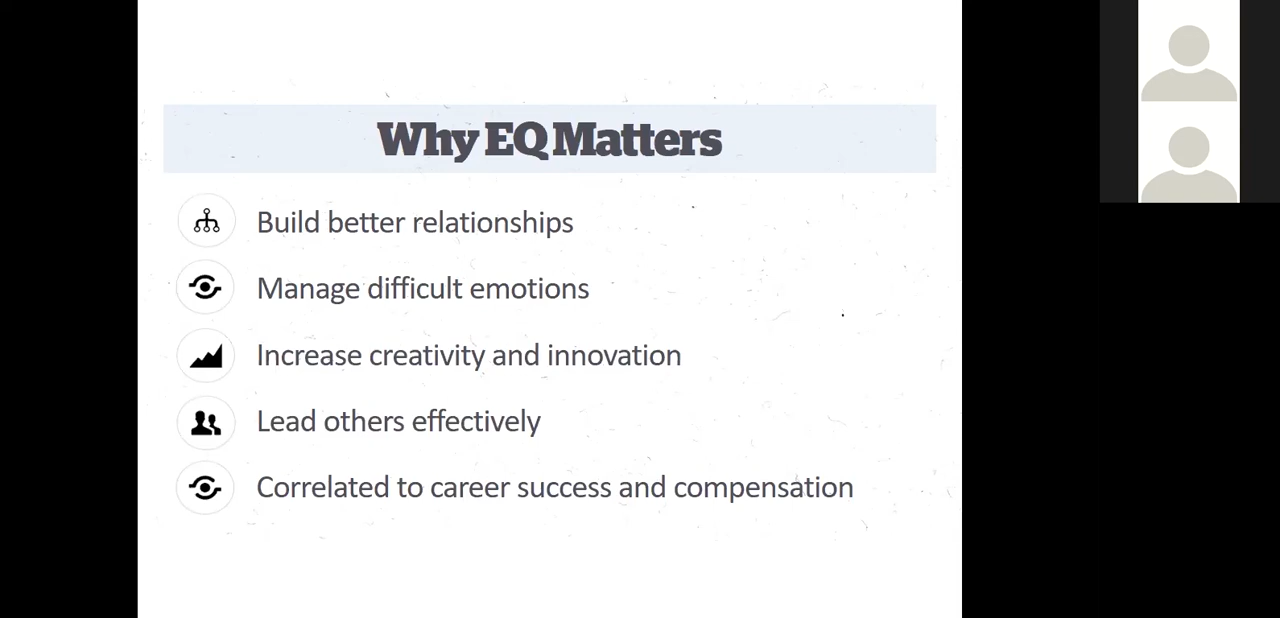 Why EQ Matters
Build better relationships
Manage difficult emotions
Increase creativity and innovation
Lead others effectively
Correlated to career success and compensation